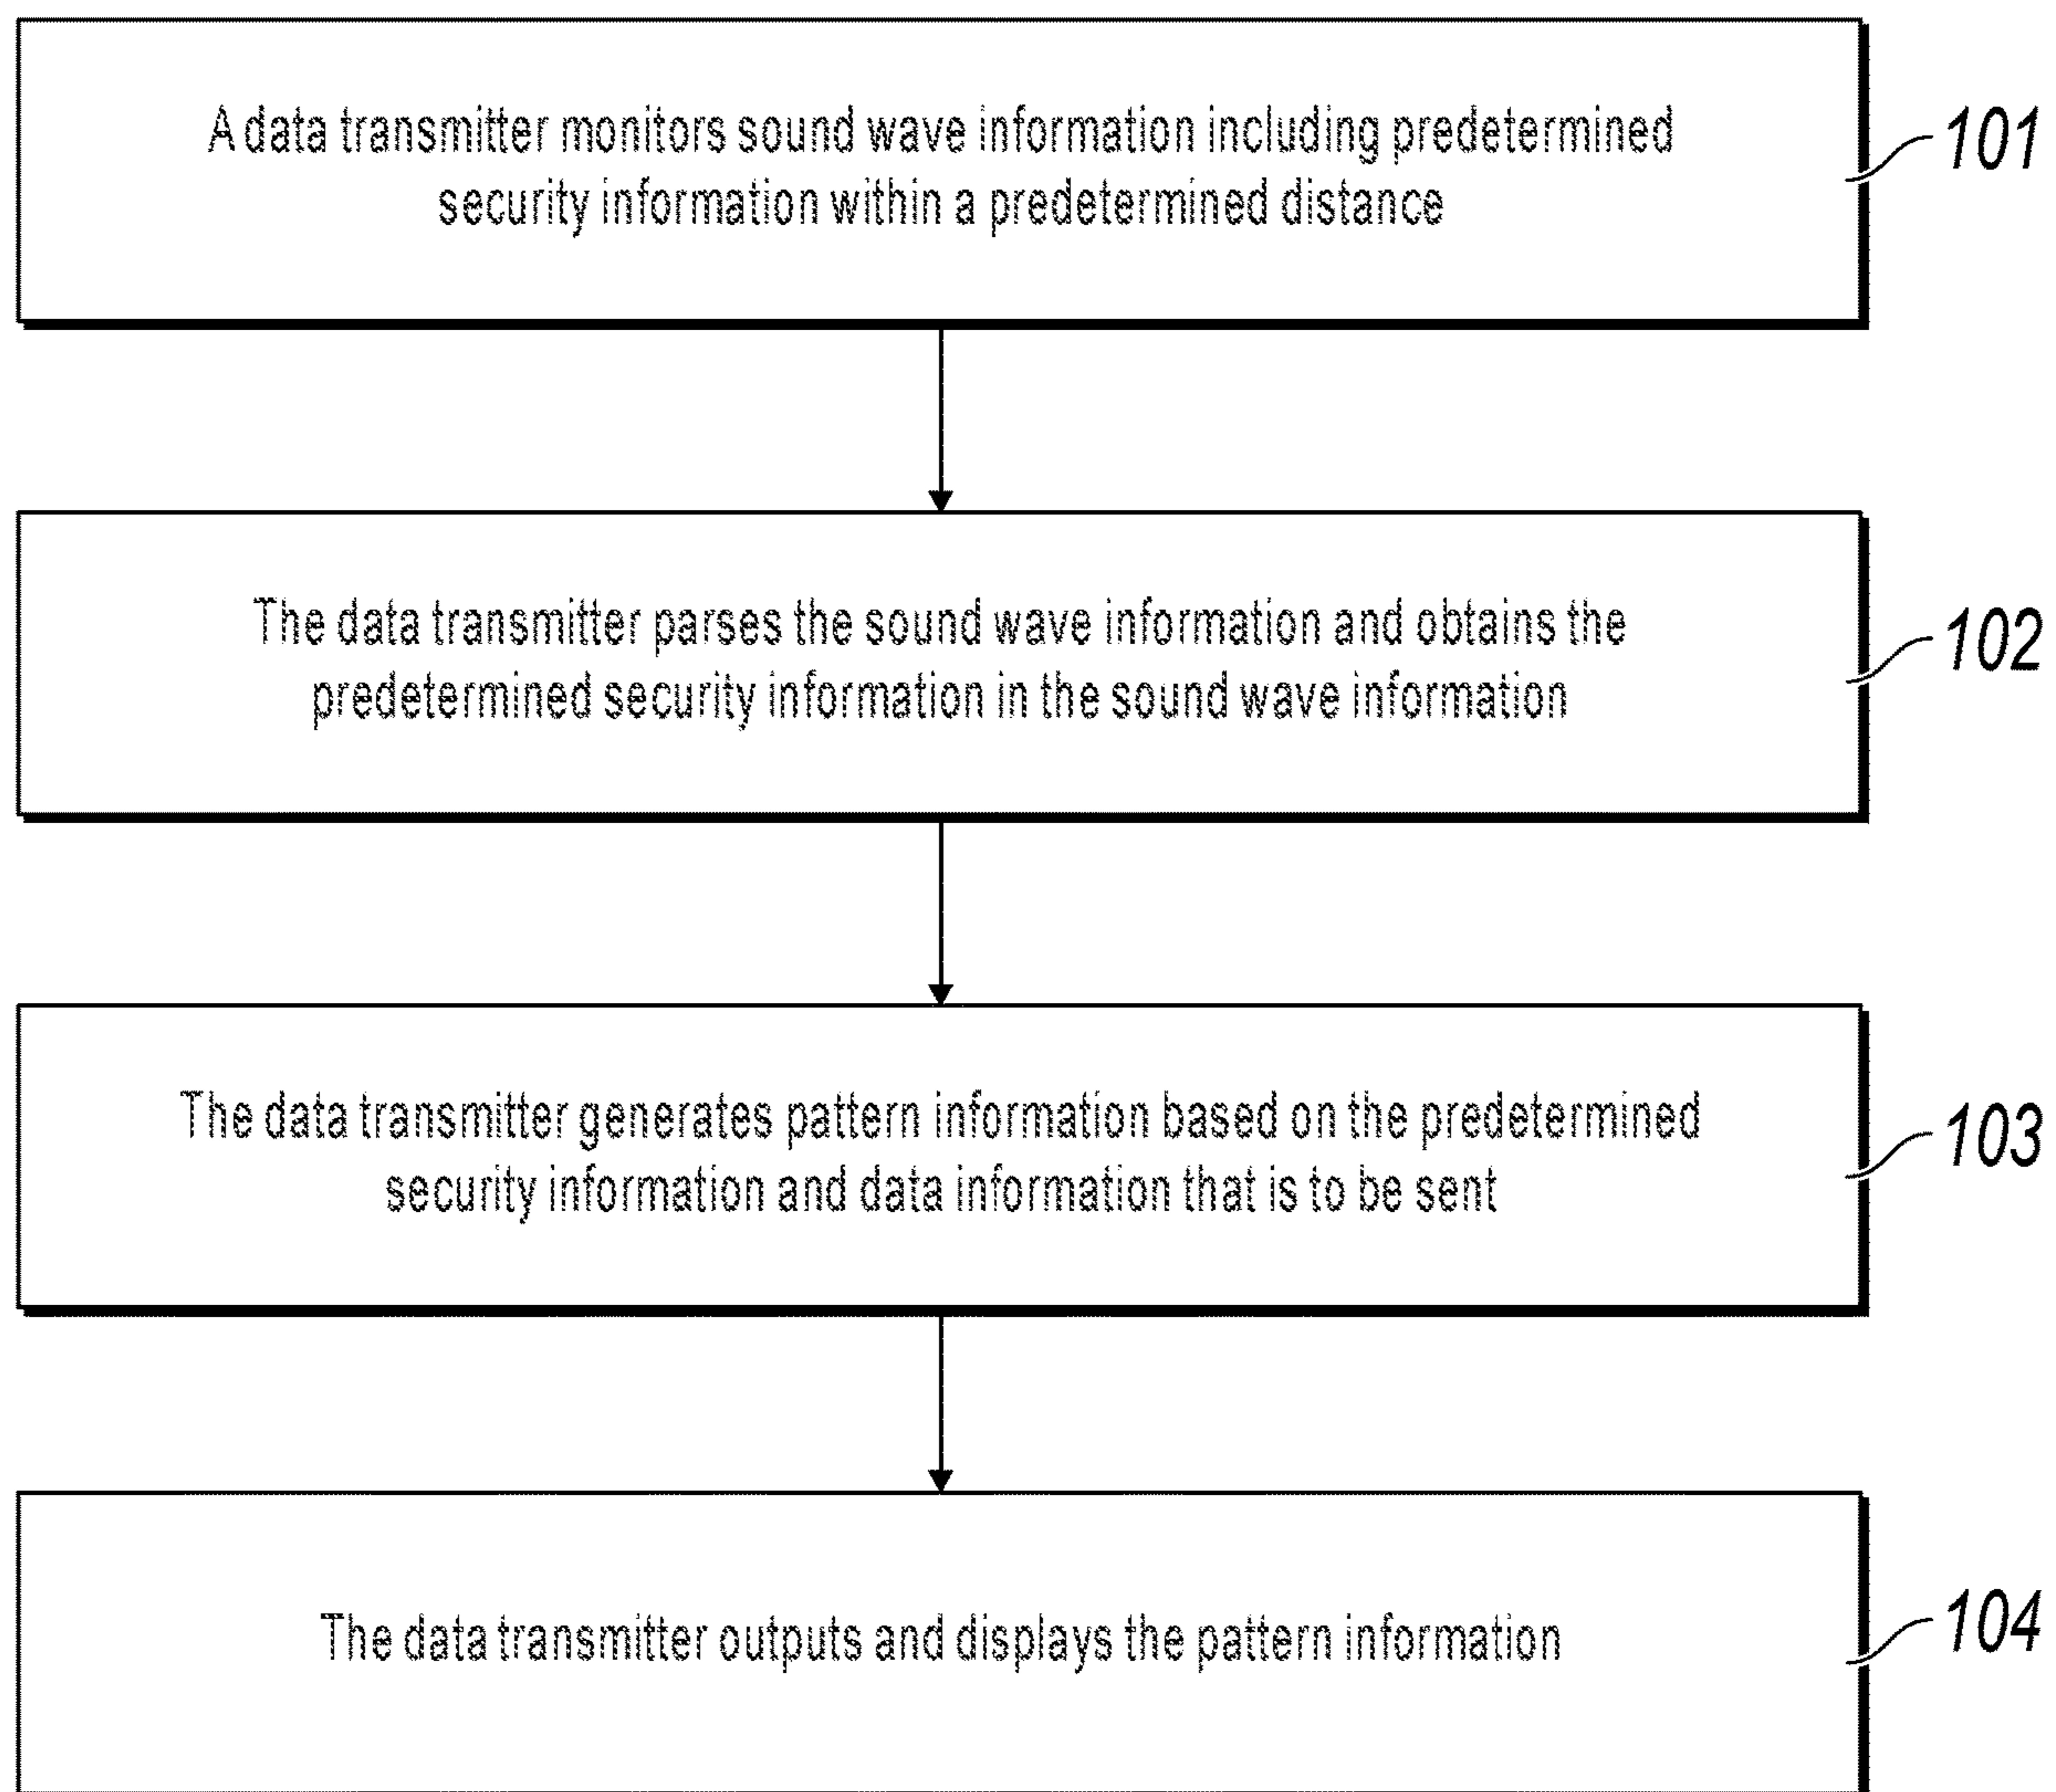 A data transmitter monitors sound wave information including predetermined
security information within a predetermined distance
101
The data transmitter parses the sound wave information and obtains the
predetermined security information in the sound wave information
102
The data transmitter generates pattern information based on the predetermined
security information and data information that is to be sent
103
The data transmitter outputs and displays the pattern information
104